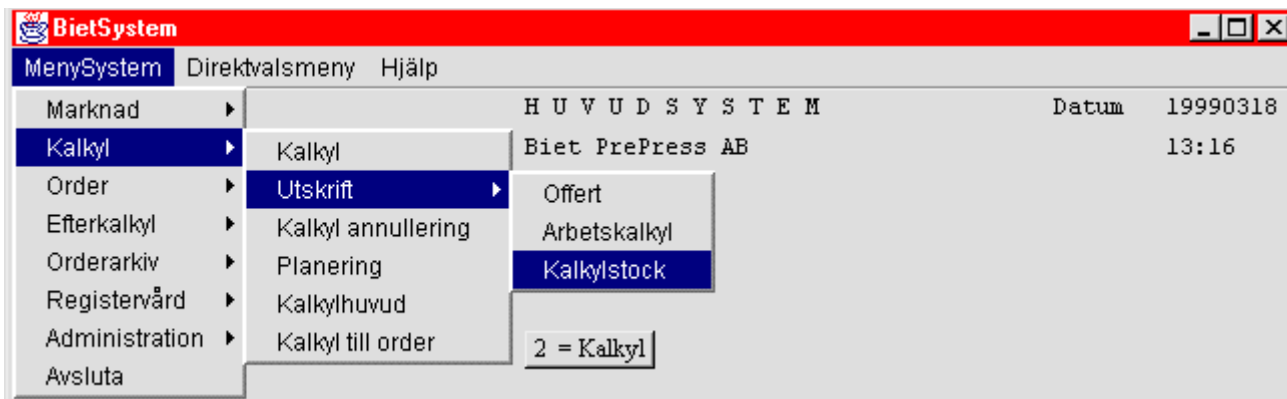 BietSystem
MenySystem Direktvalsmeny Hjälp
Marknad
Kalkyl
Order
Efterkalkyl
Orderarkiv
Registervård
Administration
Avsluta
Kalkyl
Utskrift
Kalkyl annullering
Planering
Kalkylhuvud
Kalkyl till order
Offert
Arbetskalkyl
Kalkylstock
H U V U D S Y S T E M Datum 19990318
Biet PrePress AB 13:16
2 = Kalkyl